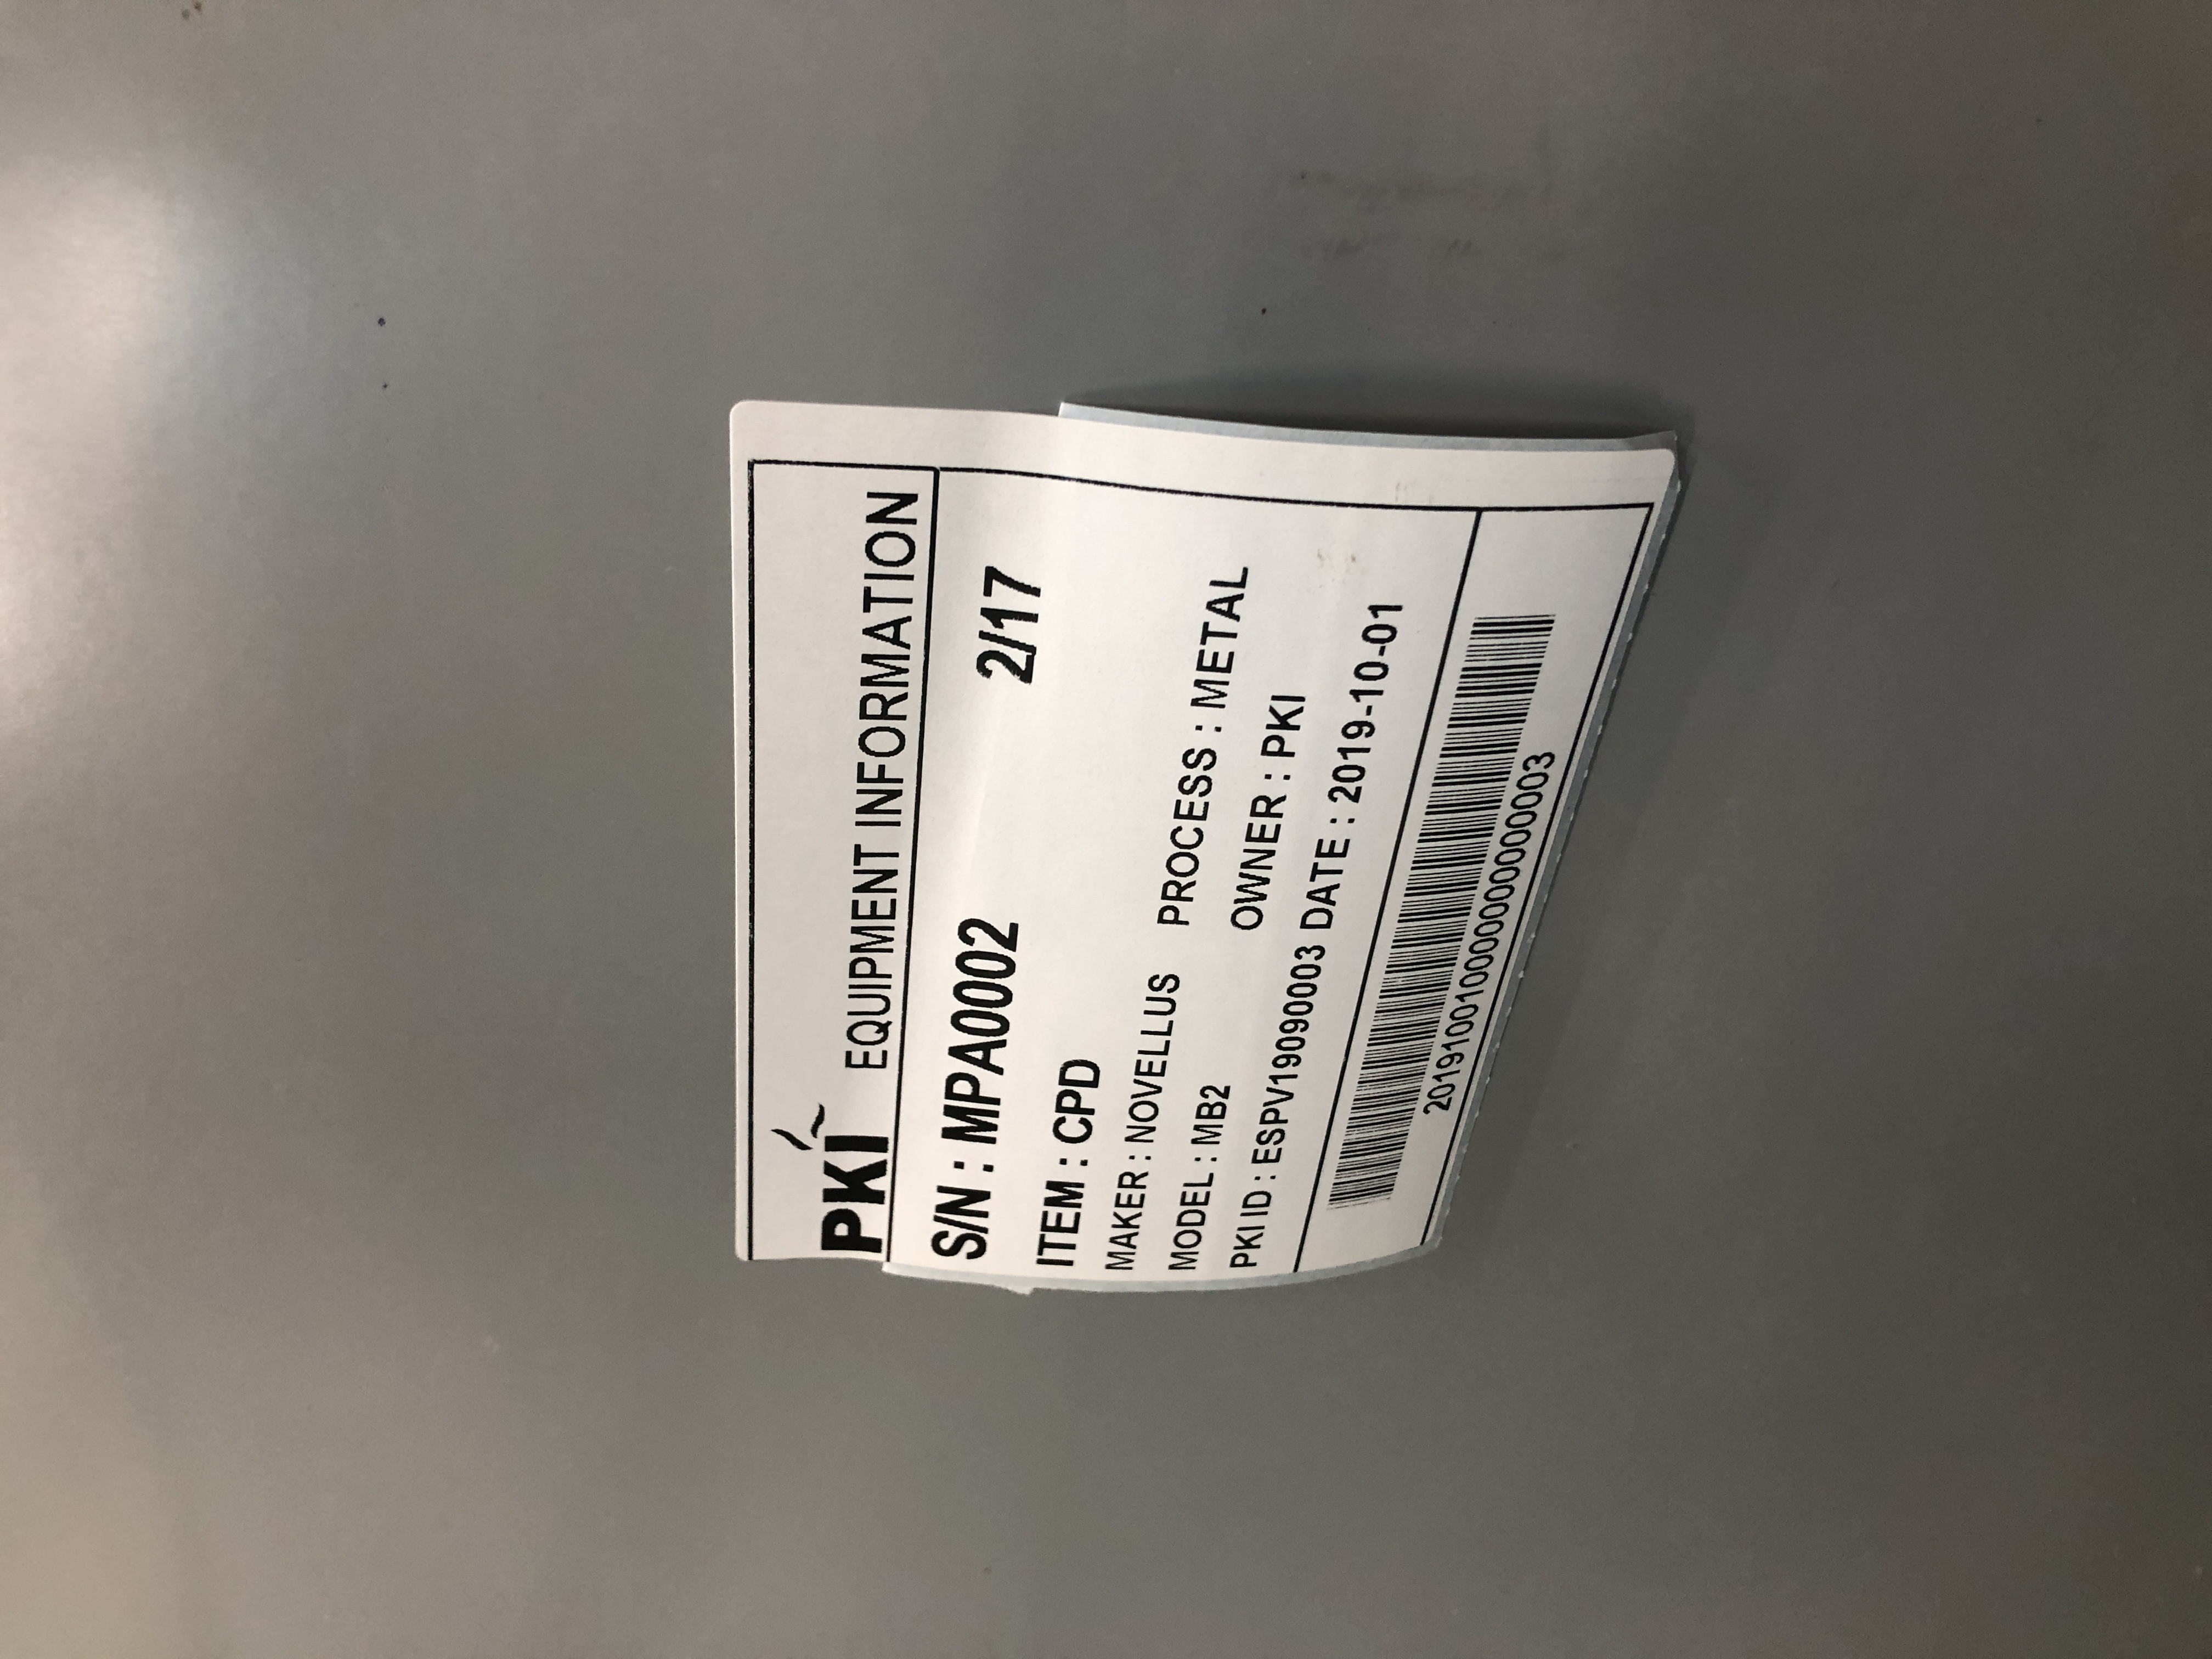 PKI EQUIPMENT INFORMATION
S/N : MPA0002 2/17
ITEM : CPD
MAKER : NOVELLUS PROCESS : METAL
MODEL : MB2 OWNER : PKI
PKI ID : ESPV19090003 DATE : 2019-10-01